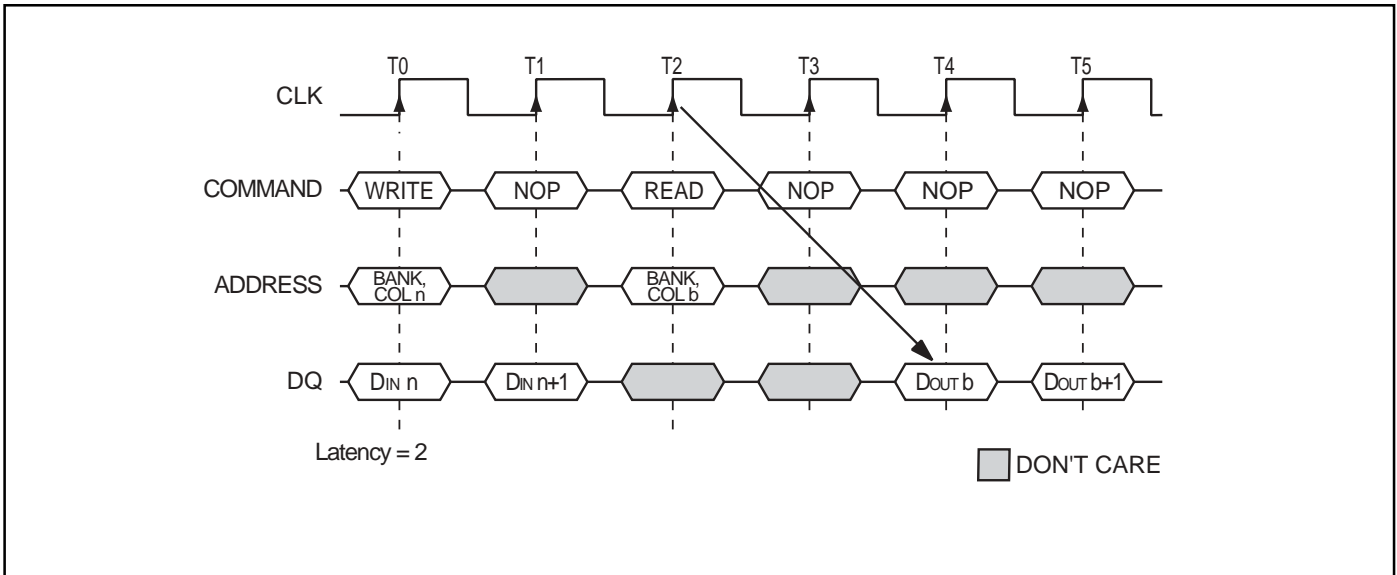 T0 T1 T2 T3 T4 T5
CLK
COMMAND WRITE NOP READ NOP NOP NOP
ADDRESS BANK, COL n BANK, COL b
DQ DIN n DIN n+1 DOUT b DOUT b+1
Latency = 2
DON'T CARE